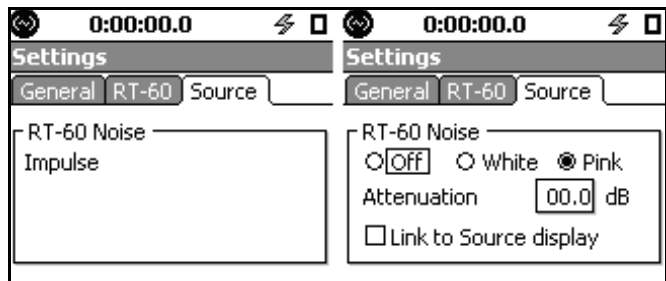 0:00:00.0
Settings
General RT-60 Source
RT-60 Noise
Impulse
0:00:00.0
Settings
General RT-60 Source
RT-60 Noise
Off White Pink
Attenuation 00.0 dB
Link to Source display